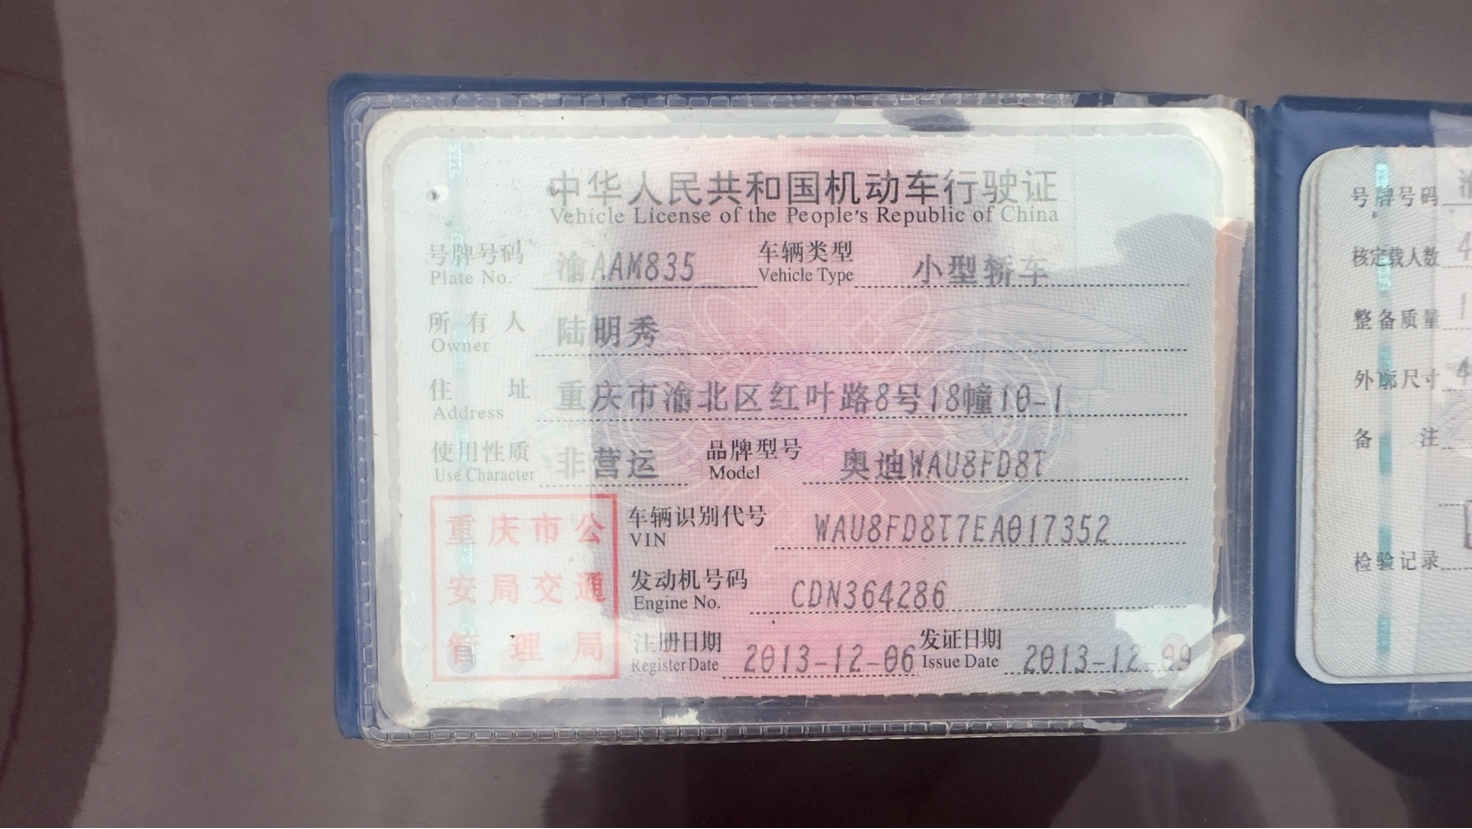 中华人民共和国机动车行驶证
Vehicle License of the People's Republic of China
号牌号码 渝AAM835 车辆类型 小型轿车
Plate No. Vehicle Type
所有人 陆明秀
Owner
住址 重庆市渝北区红叶路8号18幢10-1
Address
使用性质 非营运 品牌型号 奥迪WAU8FD8T
Use Character Model
重庆市公
安局交通
管理局
车辆识别代号 WAU8FD8T7EA017352
VIN
发动机号码 CDN364286
Engine No.
注册日期 2013-12-06 发证日期 2013-12-09
Register Date Issue Date
号牌号码
核定载人数
整备质量
外廓尺寸
备注
检验记录